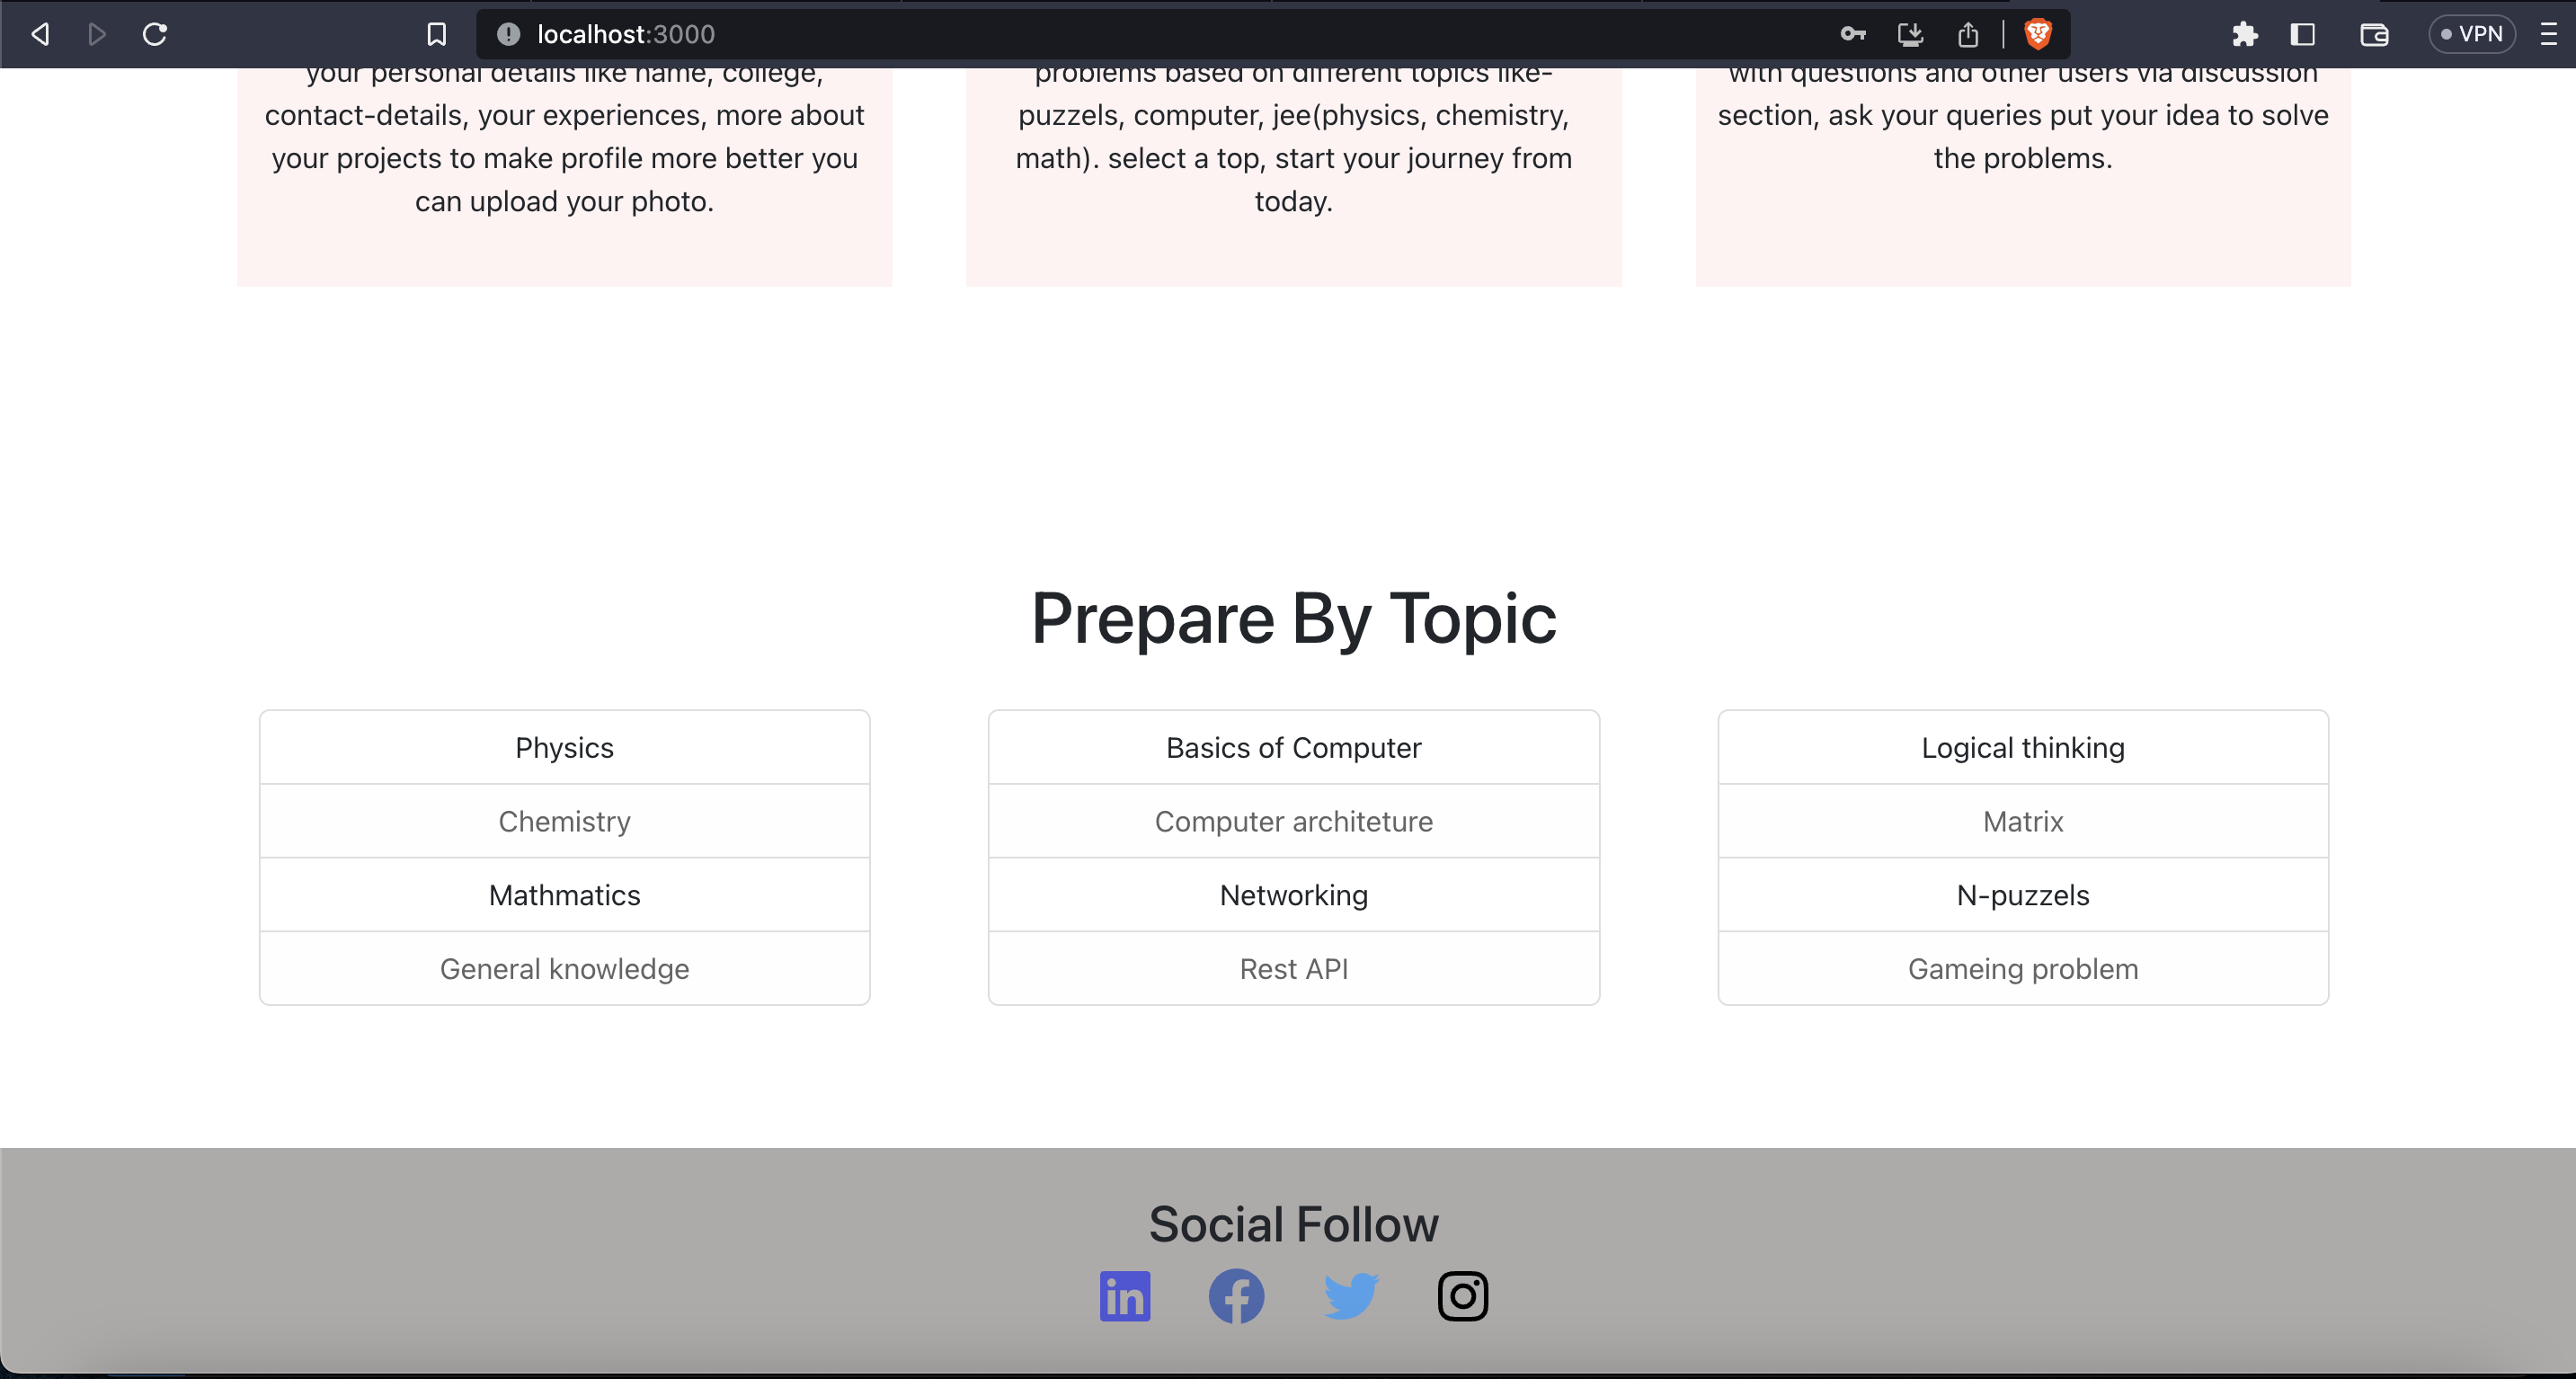 localhost:3000
VPN
your personal details like name, college,
contact-details, your experiences, more about
your projects to make profile more better you
can upload your photo.
problems based on different topics like-
puzzels, computer, jee(physics, chemistry,
math). select a top, start your journey from
today.
with questions and other users via discussion
section, ask your queries put your idea to solve
the problems.
Prepare By Topic
Physics
Chemistry
Mathmatics
General knowledge
Basics of Computer
Computer architeture
Networking
Rest API
Logical thinking
Matrix
N-puzzels
Gameing problem
Social Follow
in